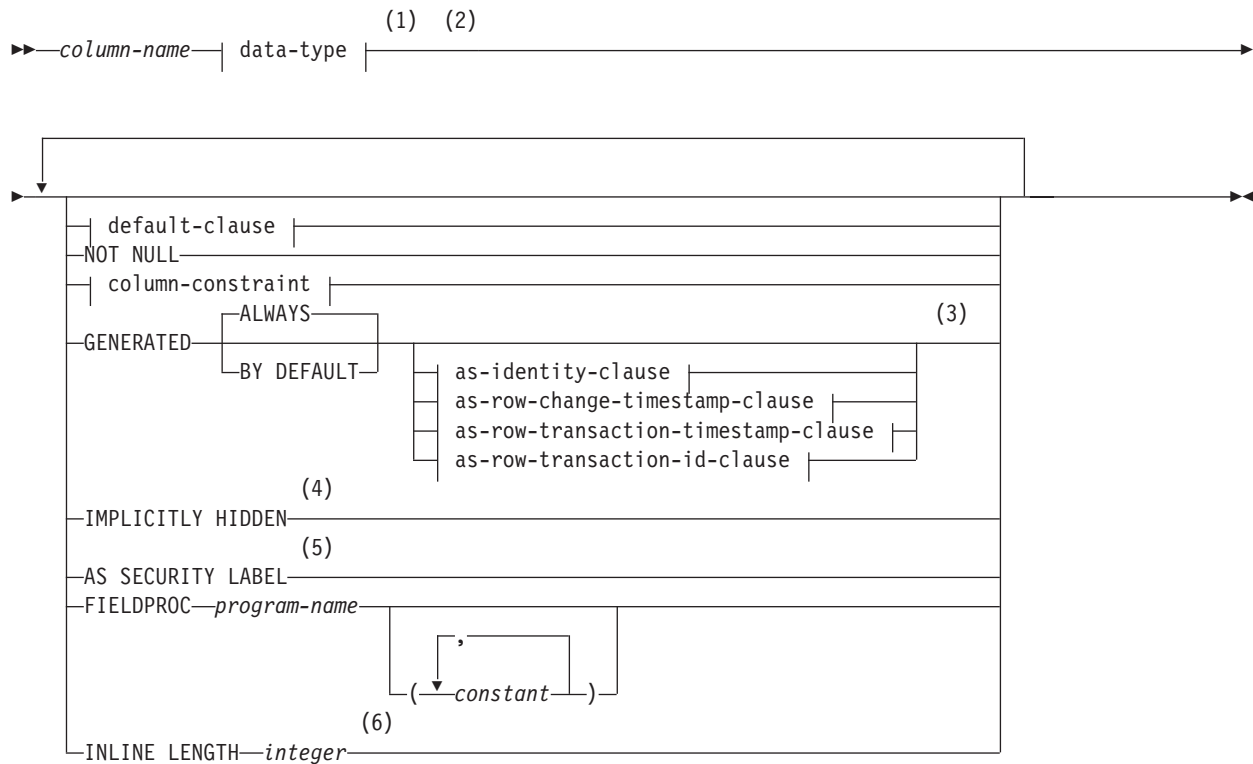 (1) (2)
column-name data-type
default-clause
NOT NULL
column-constraint
ALWAYS (3)
GENERATED
BY DEFAULT as-identity-clause
as-row-change-timestamp-clause
as-row-transaction-timestamp-clause
as-row-transaction-id-clause
(4)
IMPLICITLY HIDDEN
(5)
AS SECURITY LABEL
FIELDPROC program-name
,
( constant )
(6)
INLINE LENGTH integer